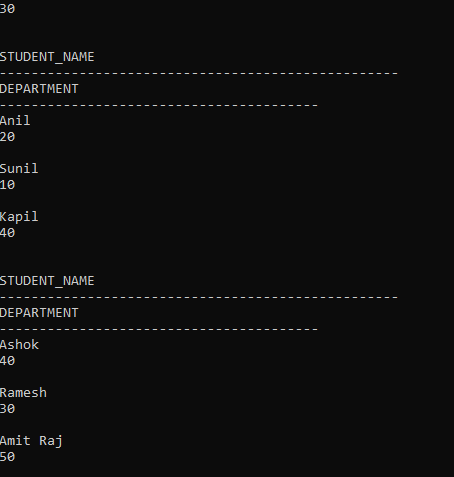 30
STUDENT_NAME
--------------------------------------------------
DEPARTMENT
----------------------------------------
Anil
20
Sunil
10
Kapil
40
STUDENT_NAME
--------------------------------------------------
DEPARTMENT
----------------------------------------
Ashok
40
Ramesh
30
Amit Raj
50